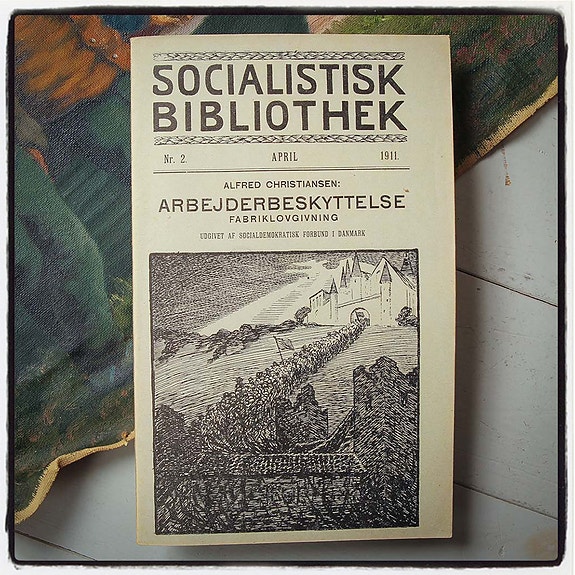 SOCIALISTISK
BIBLIOTHEK
Nr. 2. APRIL 1911.
ALFRED CHRISTIANSEN:
ARBEJDERBESKYTTELSE
FABRIKLOVGIVNING
UDGIVET AF SOCIALDEMOKRATISK FORBUND I DANMARK